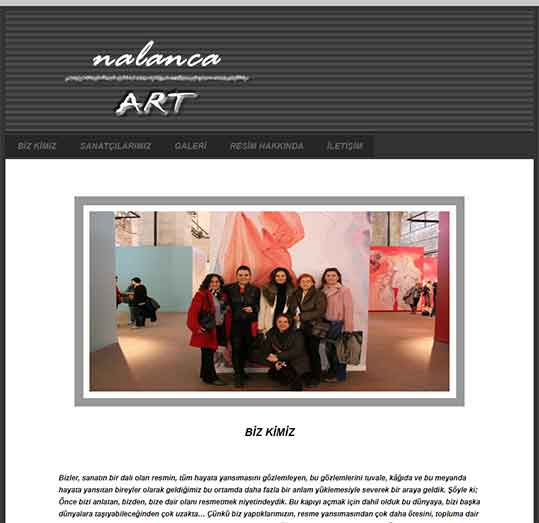 nalanca
ART
BİZ KİMİZ SANATÇILARIMIZ GALERİ RESİM HAKKINDA İLETİŞİM
BİZ KİMİZ
Bizler, sanatın bir dalı olan resmin, tüm hayata yansımasını gözlemleyen, bu gözlemlerini tuvale, kâğıda ve bu meyanda
hayata yansıtan bireyler olarak geldiğimiz bu ortamda daha fazla bir anlam yüklemesiyle severek bir araya geldik. Şöyle ki;
Önce bizi anlatan, bizden, bize dair olanı resmetmek niyetindeydik. Bu kapıyı açmak için dahil olduk bu dünyaya, bizi başka
dünyalara taşıyabileceğinden çok uzakta... Çünkü biz yaptıklarımızın, resme yansımasından çok daha ötesini, topluma dair